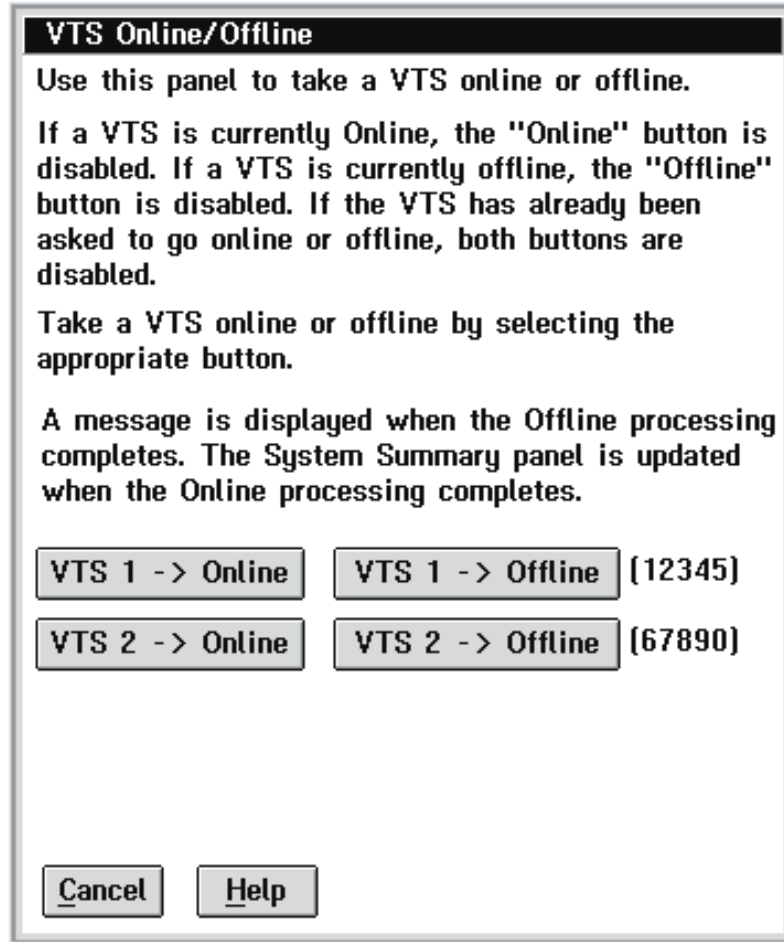 VTS Online/Offline
Use this panel to take a VTS online or offline.
If a VTS is currently Online, the "Online" button is
disabled. If a VTS is currently offline, the "Offline"
button is disabled. If the VTS has already been
asked to go online or offline, both buttons are
disabled.
Take a VTS online or offline by selecting the
appropriate button.
A message is displayed when the Offline processing
completes. The System Summary panel is updated
when the Online processing completes.
VTS 1 -> Online VTS 1 -> Offline (12345)
VTS 2 -> Online VTS 2 -> Offline (67890)
Cancel Help